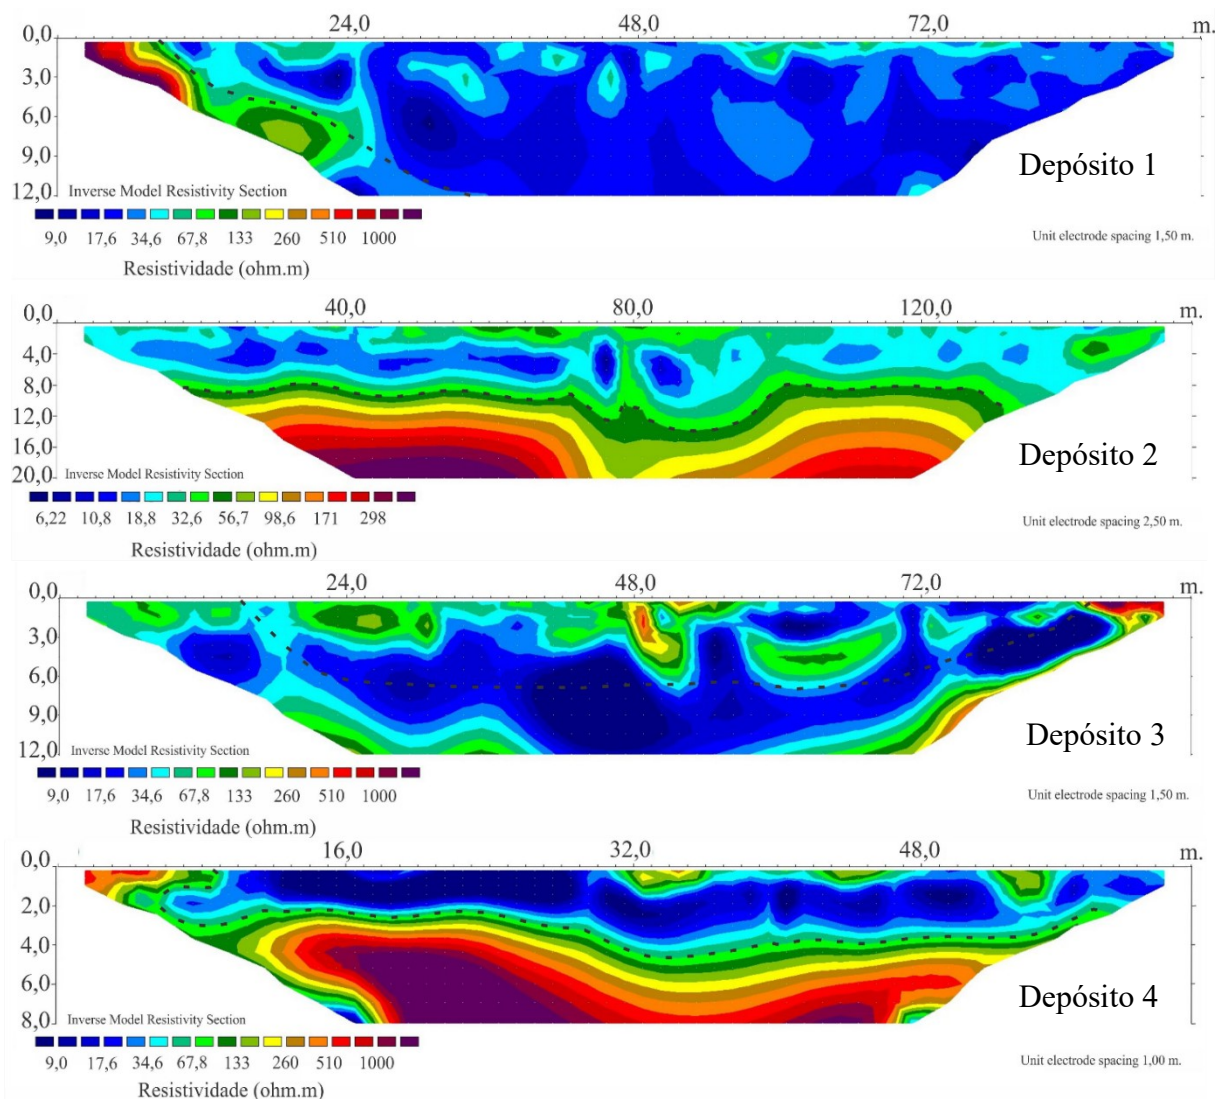 24,0 48,0 72,0 m.
0,0
3,0
6,0
9,0
12,0
Depósito 1
Inverse Model Resistivity Section
9,0 17,6 34,6 67,8 133 260 510 1000
Unit electrode spacing 1,50 m.
Resistividade (ohm.m)
40,0 80,0 120,0 m.
0,0
4,0
8,0
12,0
16,0
20,0
Depósito 2
Inverse Model Resistivity Section
6,22 10,8 18,8 32,6 56,7 98,6 171 298
Unit electrode spacing 2,50 m.
Resistividade (ohm.m)
24,0 48,0 72,0 m.
0,0
3,0
6,0
9,0
12,0
Depósito 3
Inverse Model Resistivity Section
9,0 17,6 34,6 67,8 133 260 510 1000
Unit electrode spacing 1,50 m.
Resistividade (ohm.m)
16,0 32,0 48,0 m.
0,0
2,0
4,0
6,0
8,0
Depósito 4
Inverse Model Resistivity Section
9,0 17,6 34,6 67,8 133 260 510 1000
Unit electrode spacing 1,00 m.
Resistividade (ohm.m)